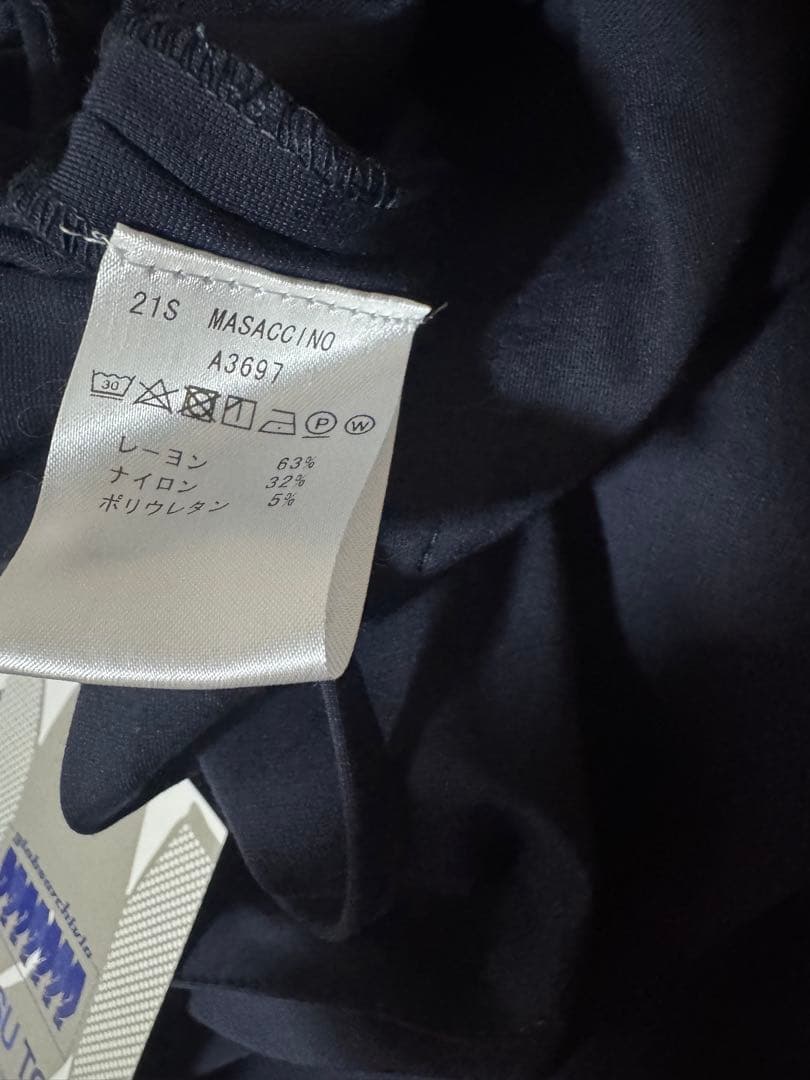 21S MASACCINO
A3697
30
P W
レーヨン 63%
ナイロン 32%
ポリウレタン 5%